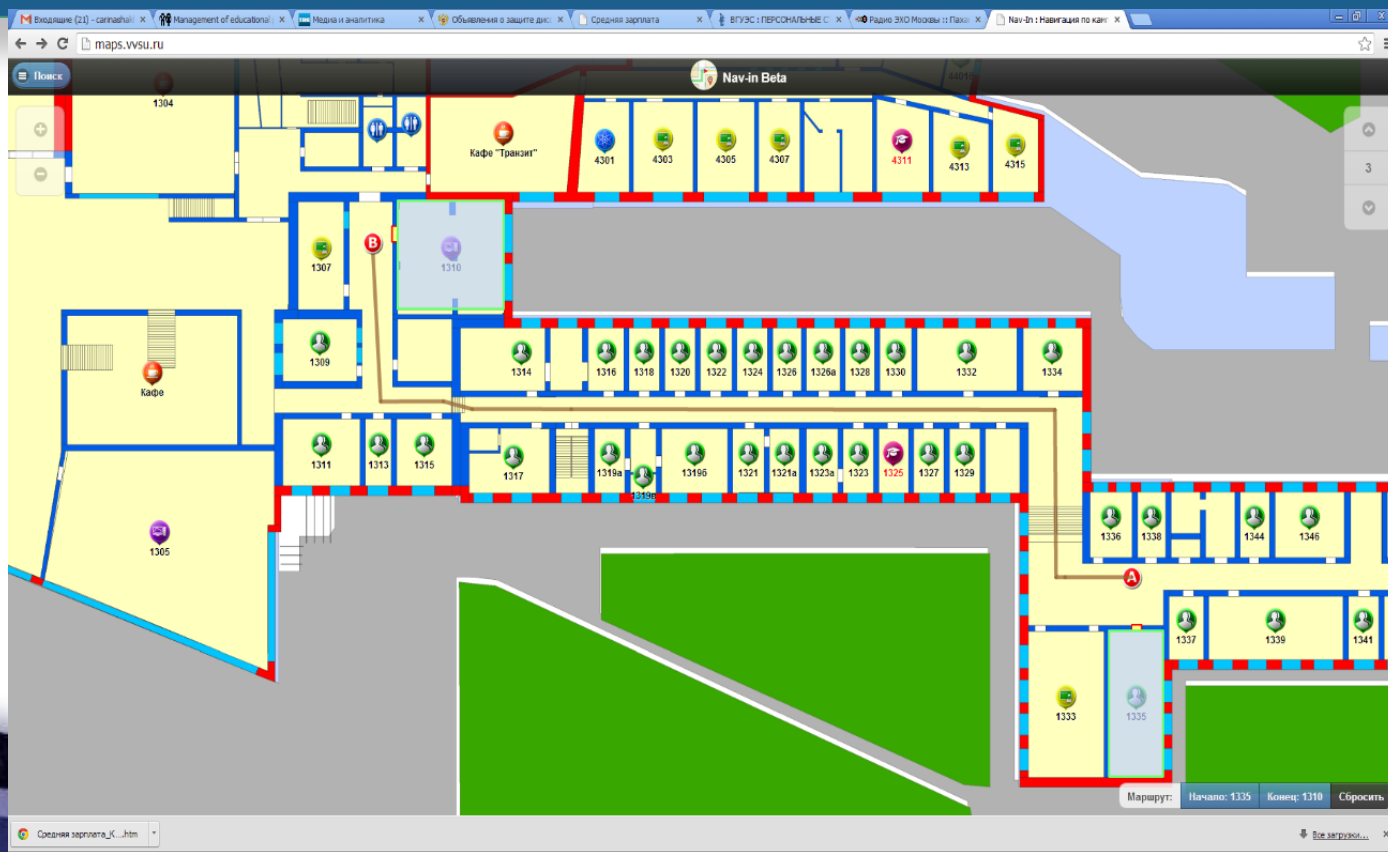 Входящие (21) - carinashak
Management of educational
Медиа и аналитика
Объявления о защите дис
Средняя зарплата
ВГУЭС : ПЕРСОНАЛЬНЫЕ С
Радио ЭХО Москвы :: Паха
Nav-In : Навигация по кам
maps.vvsu.ru
Поиск
Nav-in Beta
1304
Кафе "Транзит"
4301
4303
4305
4307
4311
4313
4315
3
1307
B
1310
1309
Кафе
1314
1316
1318
1320
1322
1324
1326
1326а
1328
1330
1332
1334
1311
1313
1315
1317
1319а
1319в
1319б
1321
1321а
1323а
1323
1325
1327
1329
1305
1336
1338
1344
1346
A
1337
1339
1341
1333
1335
Маршрут:
Начало: 1335
Конец: 1310
Сбросить
Средняя зарплата_К....htm
Все загрузки...